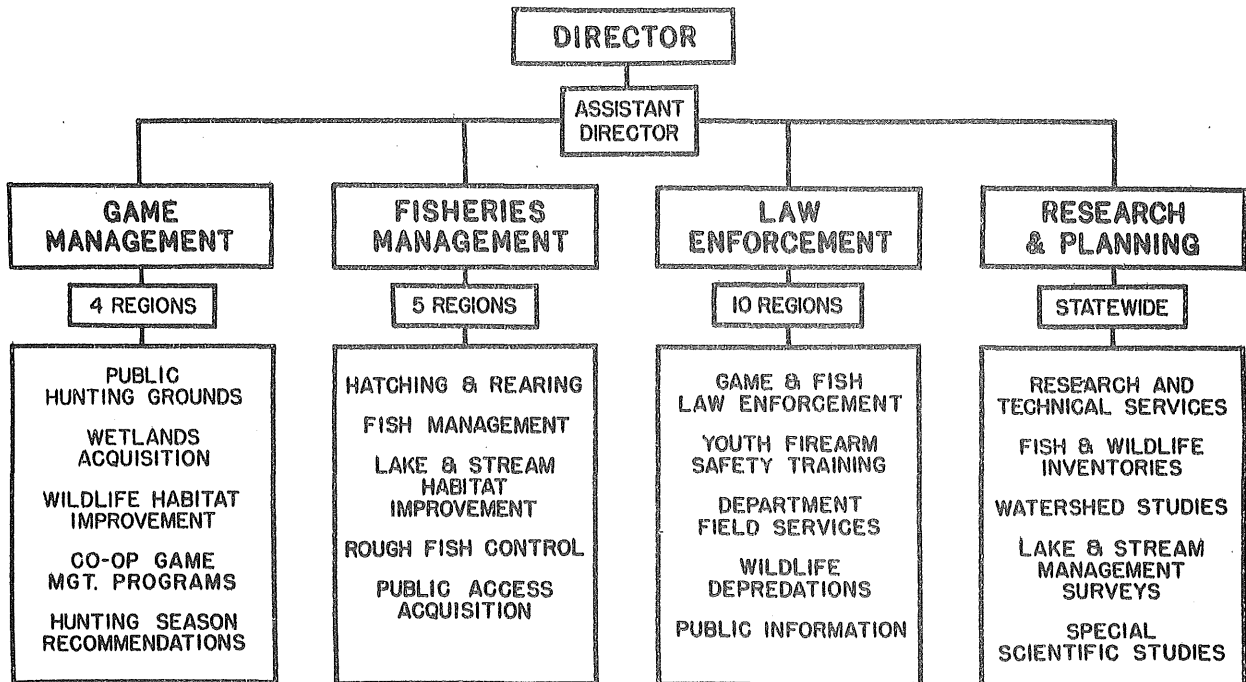 DIRECTOR
ASSISTANT
DIRECTOR
GAME
MANAGEMENT
FISHERIES
MANAGEMENT
LAW
ENFORCEMENT
RESEARCH
& PLANNING
4 REGIONS
5 REGIONS
10 REGIONS
STATEWIDE
PUBLIC
HUNTING GROUNDS
WETLANDS
ACQUISITION
WILDLIFE HABITAT
IMPROVEMENT
CO-OP GAME
MGT. PROGRAMS
HUNTING SEASON
RECOMMENDATIONS
HATCHING & REARING
FISH MANAGEMENT
LAKE & STREAM
HABITAT
IMPROVEMENT
ROUGH FISH CONTROL
PUBLIC ACCESS
ACQUISITION
GAME & FISH
LAW ENFORCEMENT
YOUTH FIREARM
SAFETY TRAINING
DEPARTMENT
FIELD SERVICES
WILDLIFE
DEPREDATIONS
PUBLIC INFORMATION
RESEARCH AND
TECHNICAL SERVICES
FISH & WILDLIFE
INVENTORIES
WATERSHED STUDIES
LAKE & STREAM
MANAGEMENT
SURVEYS
SPECIAL
SCIENTIFIC STUDIES